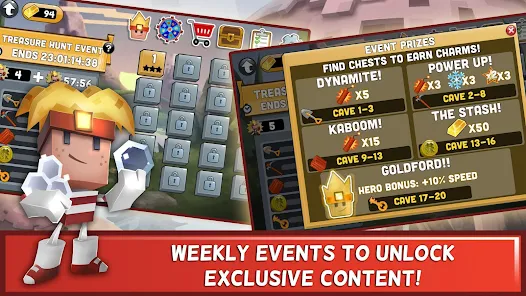 94
TREASURE HUNT EVENT
ENDS 23:01:14:38
?
4
57:56
1
TREASURE
ENDS
5
EVENT PRIZES
FIND CHESTS TO EARN CHARMS!
DYNAMITE!
X5
CAVE 1-3
POWER UP!
X3 X3 X3
CAVE 2-8
KABOOM!
X15
CAVE 9-13
THE STASH!
X50
CAVE 13-16
GOLDFORD!!
HERO BONUS: +10% SPEED
CAVE 17-20
WEEKLY EVENTS TO UNLOCK
EXCLUSIVE CONTENT!